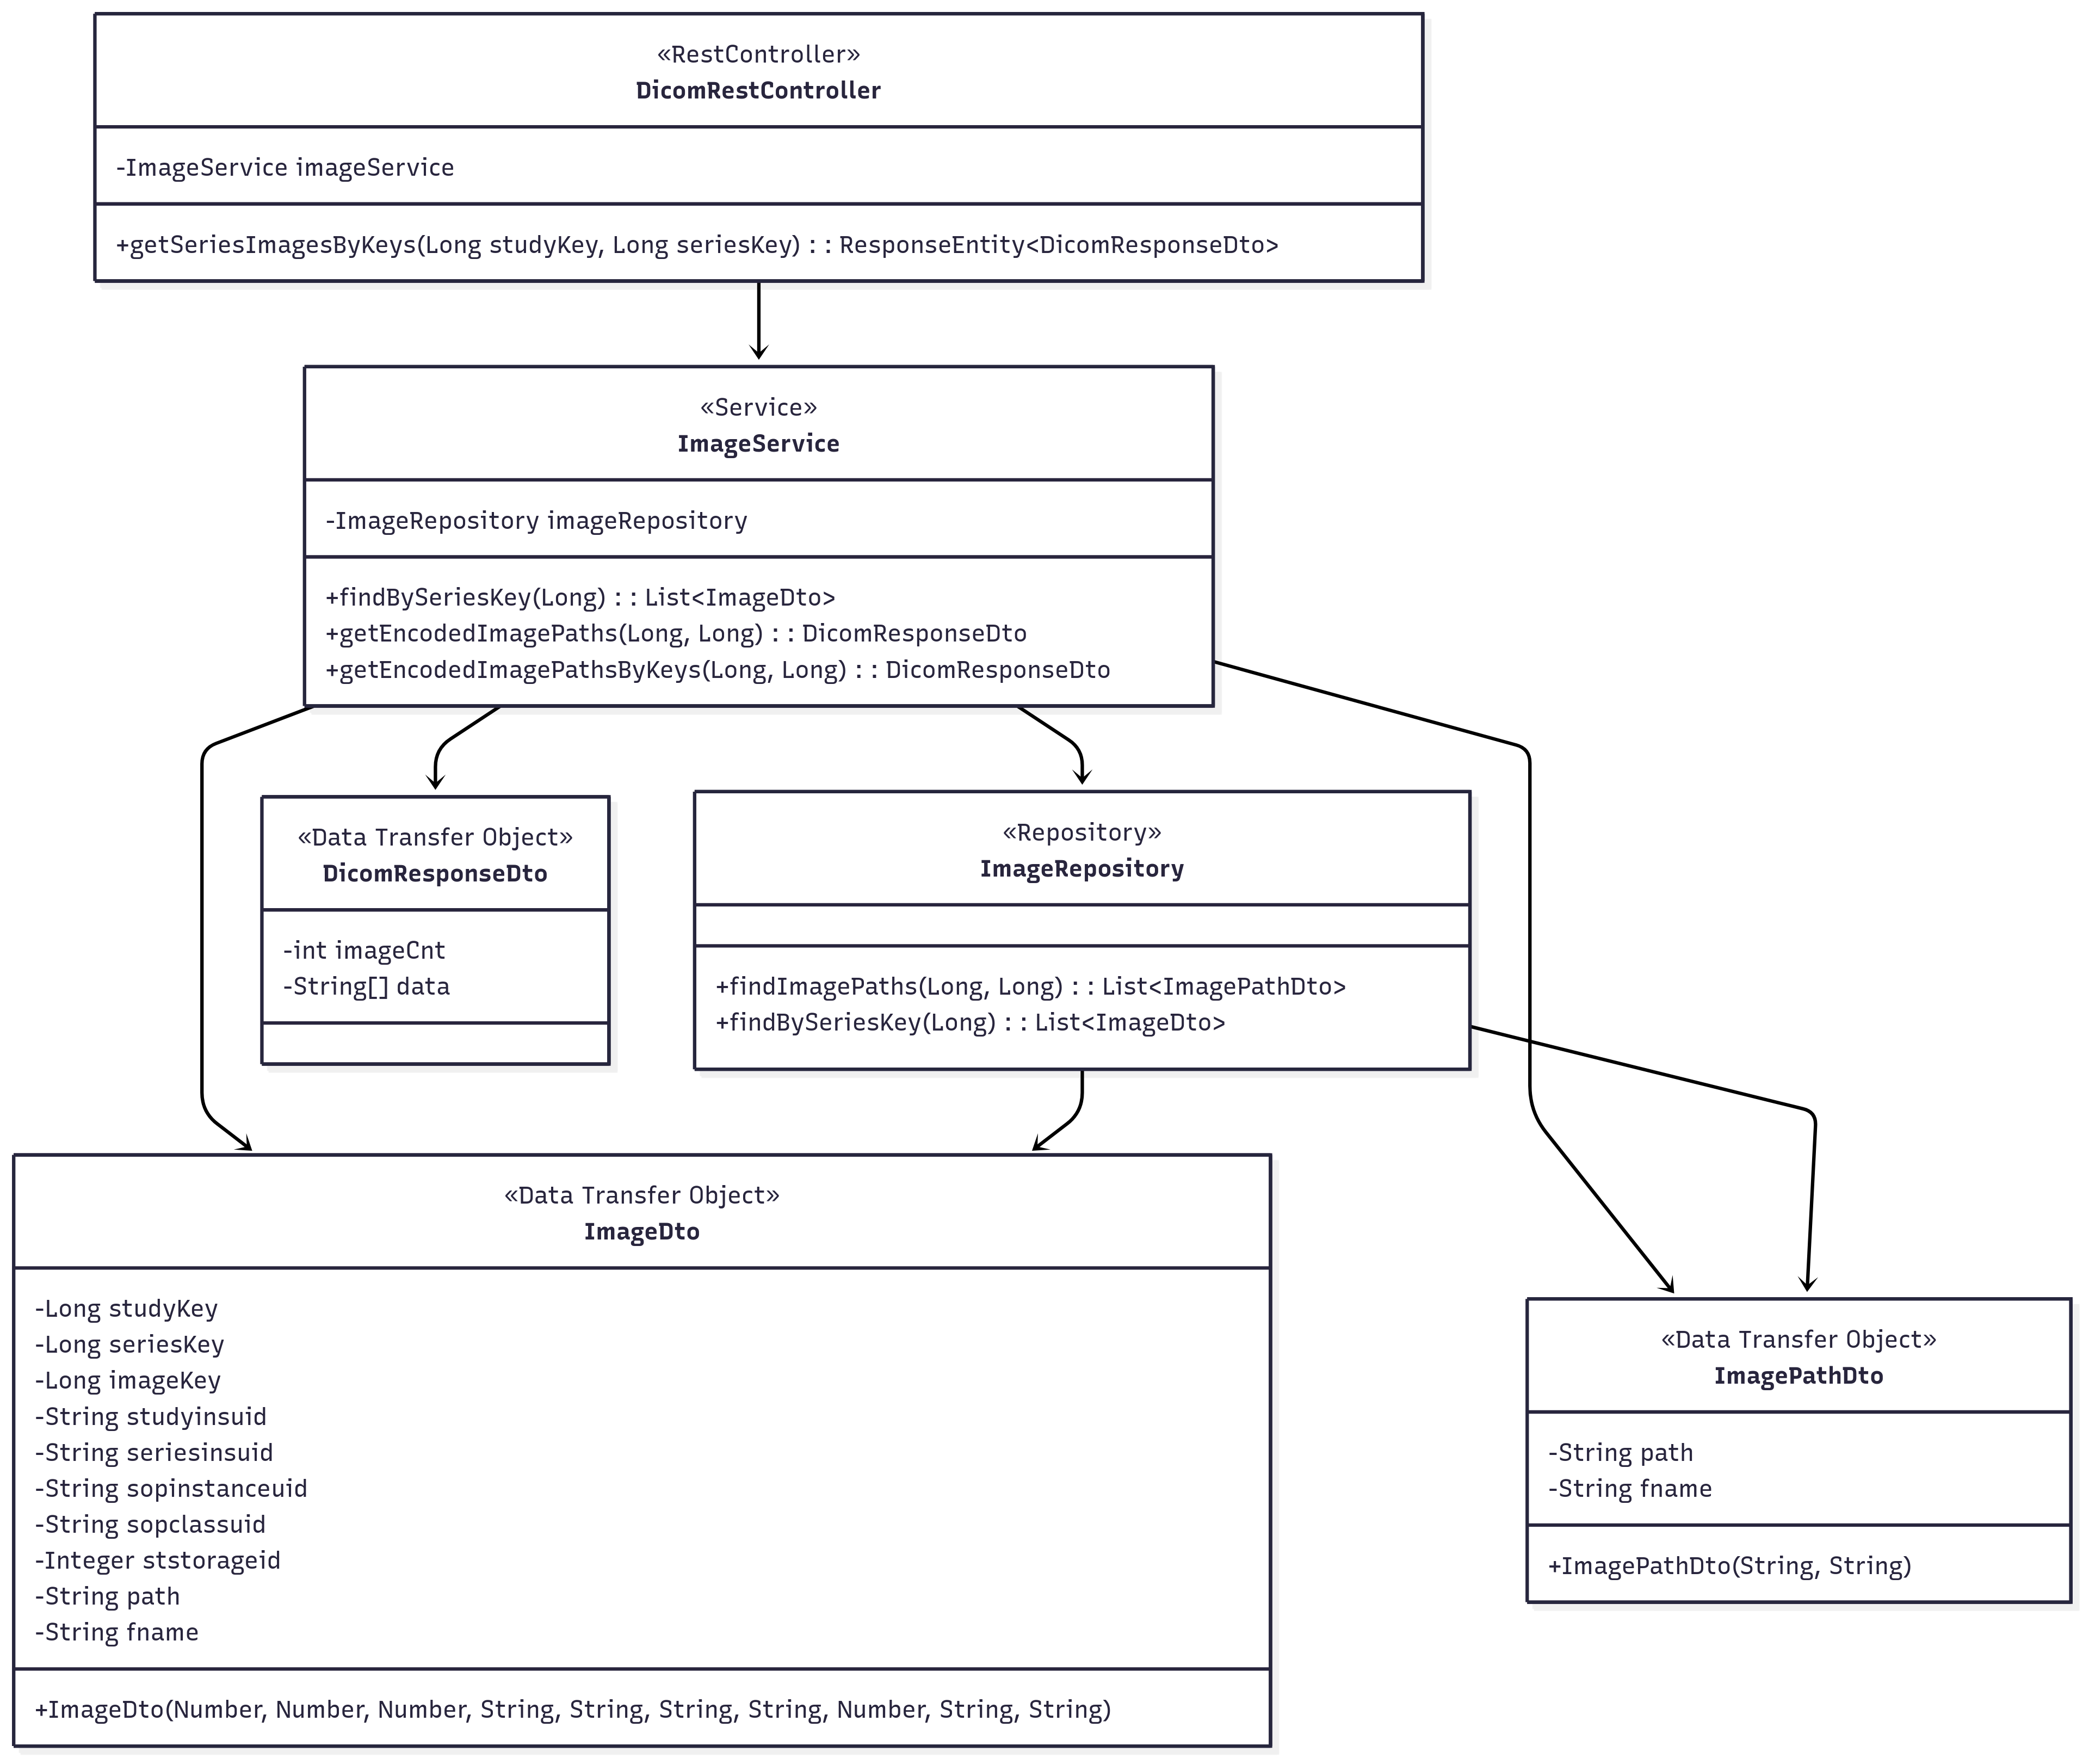 «RestController»
DicomRestController
-ImageService imageService
+getSeriesImagesByKeys(Long studyKey, Long seriesKey) : : ResponseEntity<DicomResponseDto>
«Service»
ImageService
-ImageRepository imageRepository
+findBySeriesKey(Long) : : List<ImageDto>
+getEncodedImagePaths(Long, Long) : : DicomResponseDto
+getEncodedImagePathsByKeys(Long, Long) : : DicomResponseDto
«Data Transfer Object»
DicomResponseDto
-int imageCnt
-String[] data
«Repository»
ImageRepository
+findImagePaths(Long, Long) : : List<ImagePathDto>
+findBySeriesKey(Long) : : List<ImageDto>
«Data Transfer Object»
ImageDto
-Long studyKey
-Long seriesKey
-Long imageKey
-String studyinsuid
-String seriesinsuid
-String sopinstanceuid
-String sopclassuid
-Integer ststorageid
-String path
-String fname
+ImageDto(Number, Number, Number, String, String, String, String, Number, String, String)
«Data Transfer Object»
ImagePathDto
-String path
-String fname
+ImagePathDto(String, String)